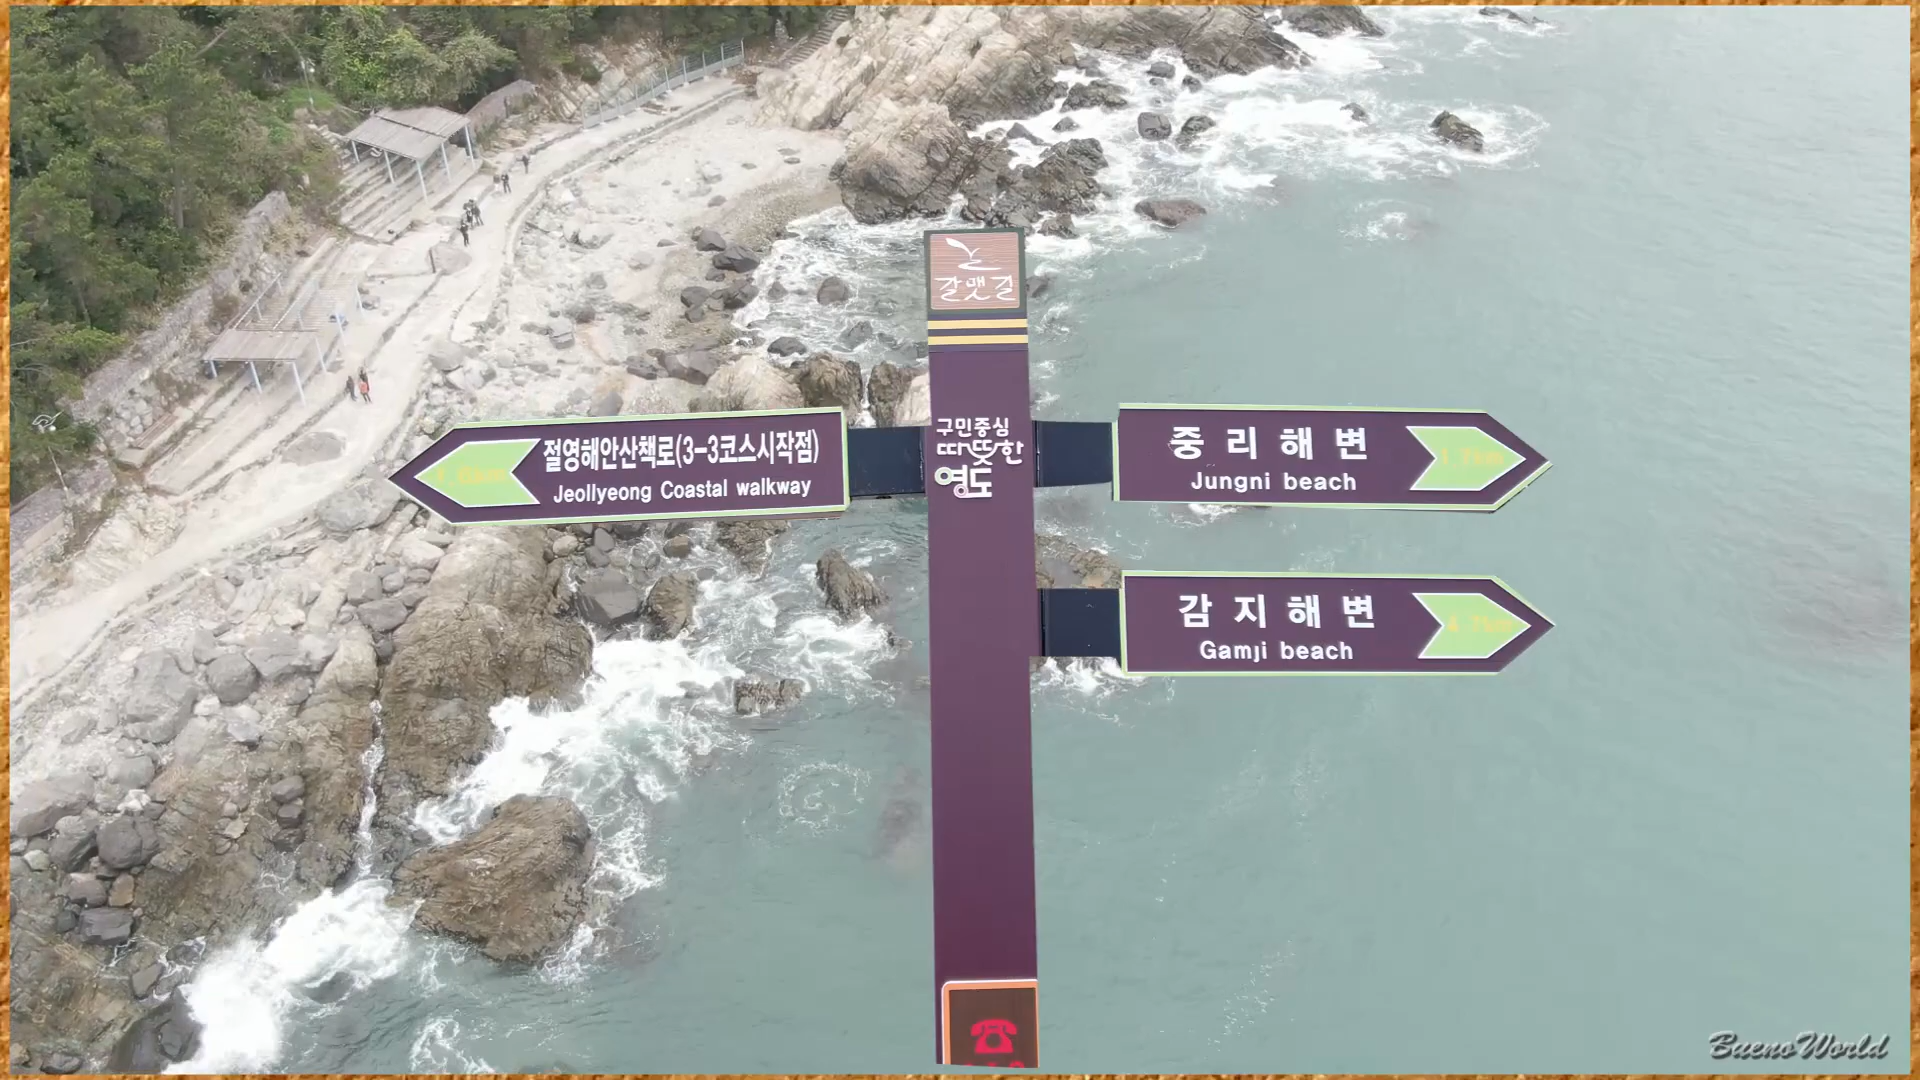 갈맷길
구민중심
따뜻한
영도
절영해안산책로(3-3코스시작점)
Jeollyeong Coastal walkway
중리해변
Jungni beach
감지해변
Gamji beach
BuenoWorld